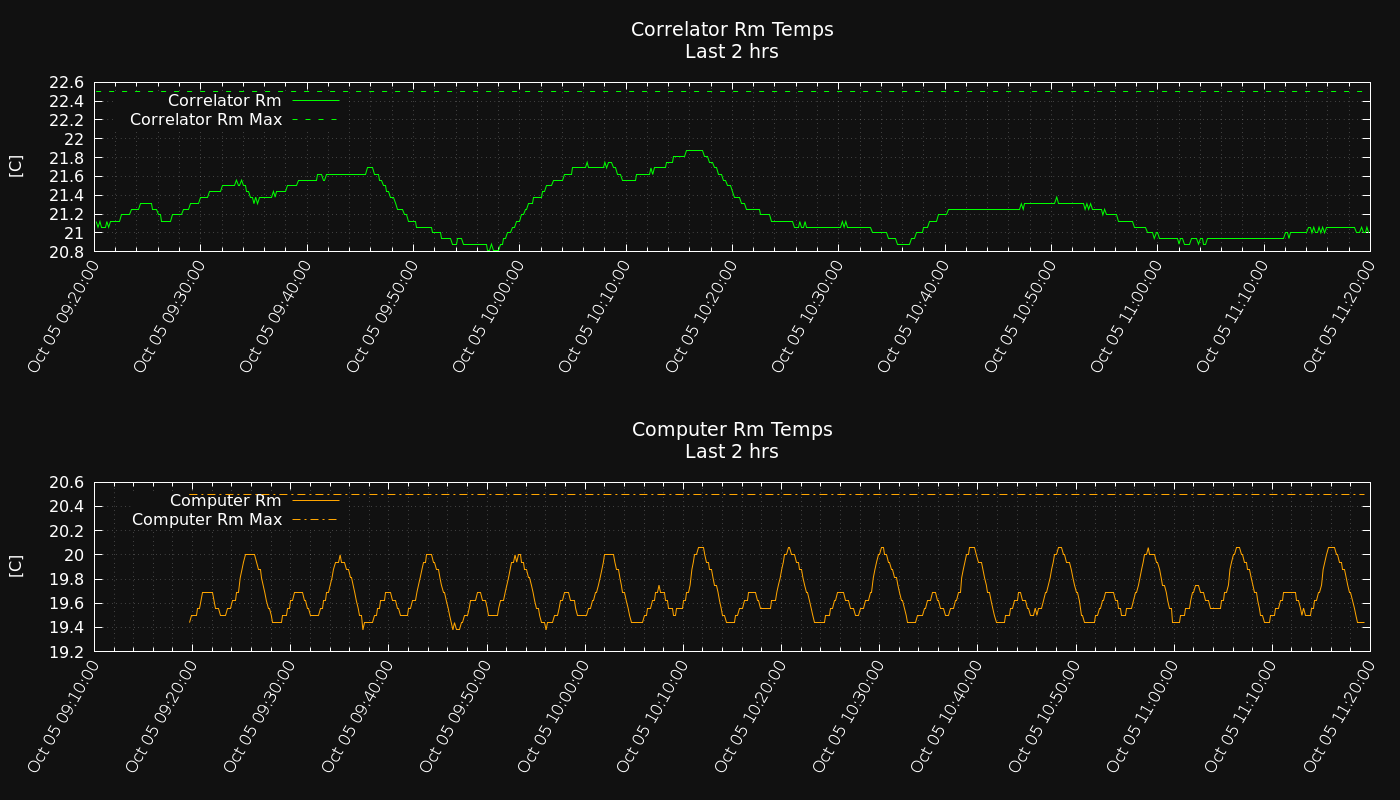 Correlator Rm Temps
Last 2 hrs
22.6
22.4
22.2
22
21.8
21.6
21.4
21.2
21
20.8
[C]
Correlator Rm
Correlator Rm Max
Oct 05 09:20:00
Oct 05 09:30:00
Oct 05 09:40:00
Oct 05 09:50:00
Oct 05 10:00:00
Oct 05 10:10:00
Oct 05 10:20:00
Oct 05 10:30:00
Oct 05 10:40:00
Oct 05 10:50:00
Oct 05 11:00:00
Oct 05 11:10:00
Oct 05 11:20:00
Computer Rm Temps
Last 2 hrs
20.6
20.4
20.2
20
19.8
19.6
19.4
19.2
[C]
Computer Rm
Computer Rm Max
Oct 05 09:10:00
Oct 05 09:20:00
Oct 05 09:30:00
Oct 05 09:40:00
Oct 05 09:50:00
Oct 05 10:00:00
Oct 05 10:10:00
Oct 05 10:20:00
Oct 05 10:30:00
Oct 05 10:40:00
Oct 05 10:50:00
Oct 05 11:00:00
Oct 05 11:10:00
Oct 05 11:20:00